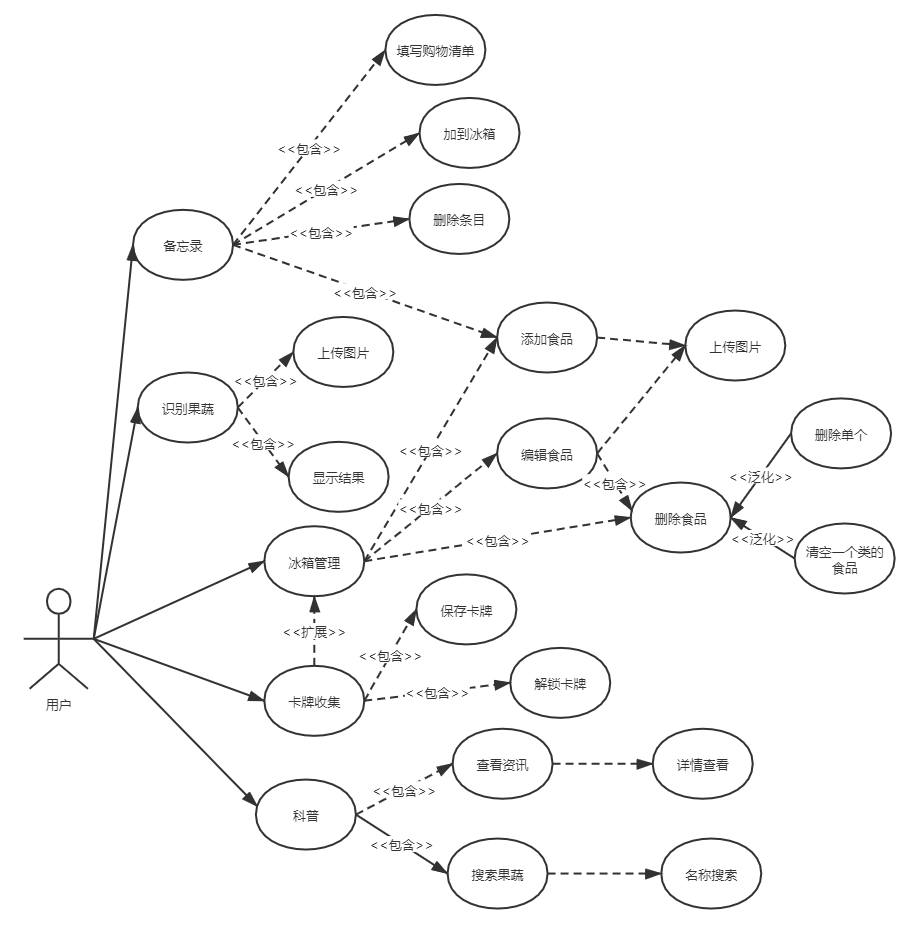 填写购物清单
加到冰箱
<<包含>>
<<包含>>
删除条目
<<包含>>
备忘录
<<包含>>
添加食品
上传图片
上传图片
<<包含>>
识别果蔬
<<包含>>
显示结果
<<包含>>
编辑食品
删除单个
<<泛化>>
<<包含>>
<<包含>>
删除食品
<<包含>>
<<泛化>>
清空一个类的
食品
冰箱管理
保存卡牌
<<扩展>>
<<包含>>
卡牌收集
<<包含>>
解锁卡牌
用户
查看资讯
详情查看
<<包含>>
科普
<<包含>>
搜索果蔬
名称搜索